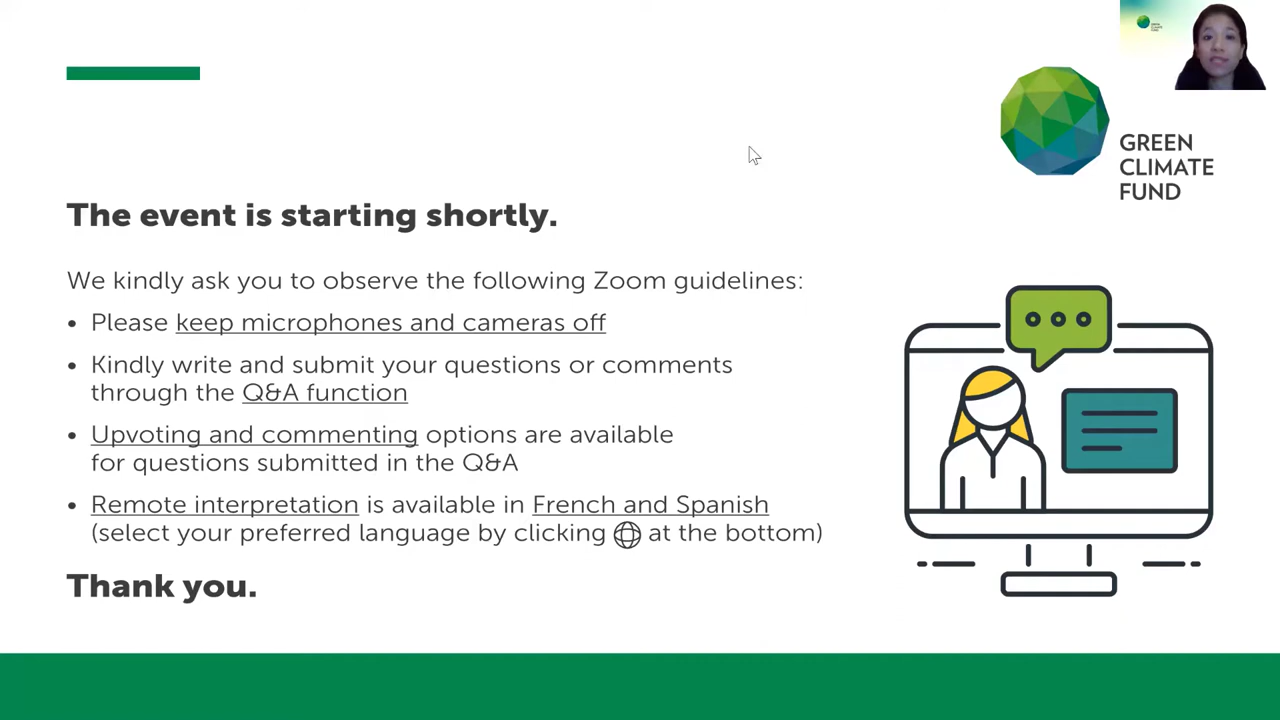 GREEN
CLIMATE
FUND
The event is starting shortly.
We kindly ask you to observe the following Zoom guidelines:
• Please keep microphones and cameras off
• Kindly write and submit your questions or comments
through the Q&A function
• Upvoting and commenting options are available
for questions submitted in the Q&A
• Remote interpretation is available in French and Spanish
(select your preferred language by clicking at the bottom)
Thank you.